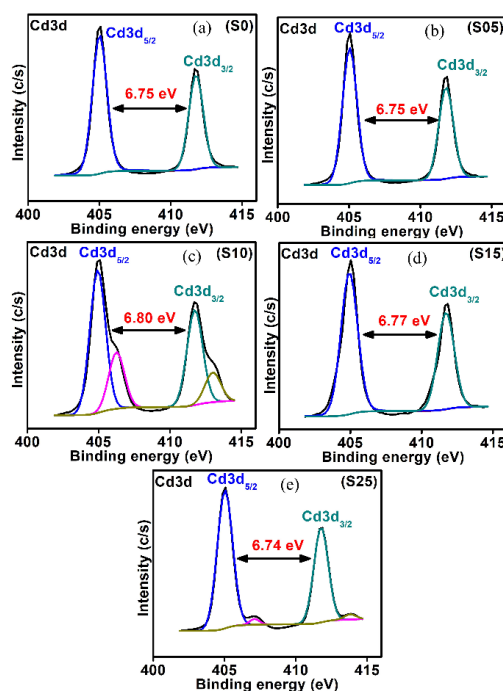 Cd3d (a) (S0)
Cd3d5/2
Cd3d3/2
6.75 eV
Intensity (c/s)
400 405 410 415
Binding energy (eV)
Cd3d (b) (S05)
Cd3d5/2
Cd3d3/2
6.75 eV
Intensity (c/s)
400 405 410 415
Binding energy (eV)
Cd3d (c) (S10)
Cd3d5/2
Cd3d3/2
6.80 eV
Intensity (c/s)
400 405 410 415
Binding energy (eV)
Cd3d (d) (S15)
Cd3d5/2
Cd3d3/2
6.77 eV
Intensity (c/s)
400 405 410 415
Binding energy (eV)
Cd3d (e) (S25)
Cd3d5/2
Cd3d3/2
6.74 eV
Intensity (c/s)
400 405 410 415
Binding energy (eV)